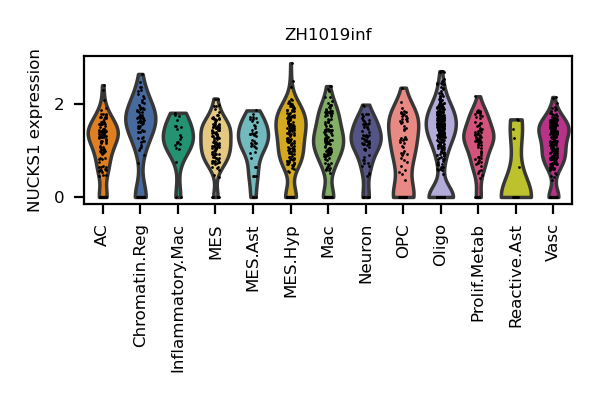 ZH1019inf
NUCKS1 expression
2
0
AC
Chromatin.Reg
Inflammatory.Mac
MES
MES.Ast
MES.Hyp
Mac
Neuron
OPC
Oligo
Prolif.Metab
Reactive.Ast
Vasc